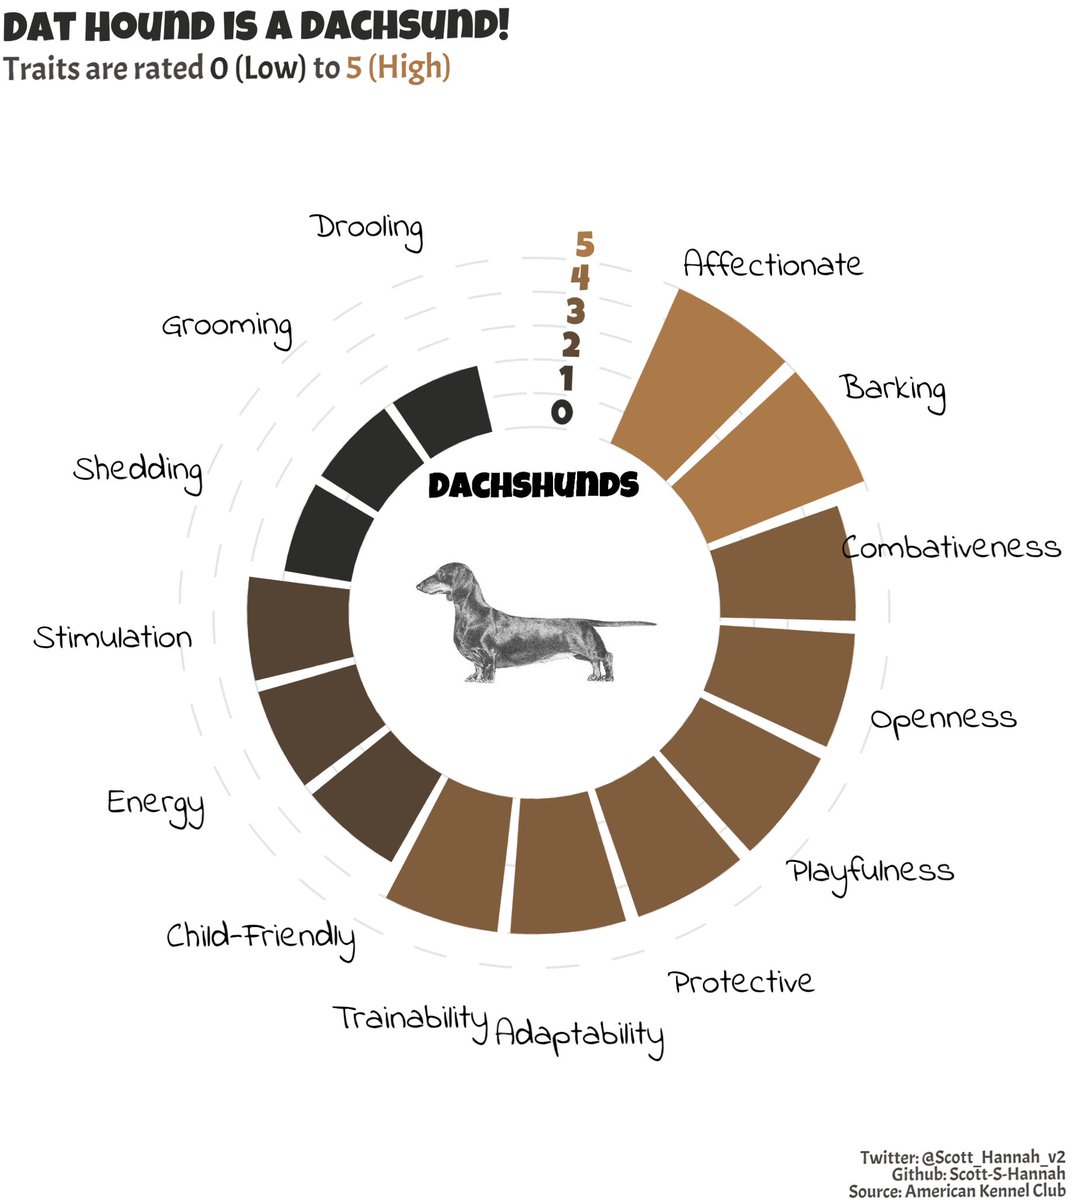 DAT HOUND IS A DACHSUND!
Traits are rated 0 (Low) to 5 (High)
Drooling
5
Affectionate
4
Grooming
3
2
1
Barking
0
Shedding
DACHSHUNDS
Combativeness
Stimulation
Openness
Energy
Playfulness
Child-Friendly
Protective
Trainability
Adaptability
Twitter: @Scott_Hannah_v2
Github: Scott-S-Hannah
Source: American Kennel Club